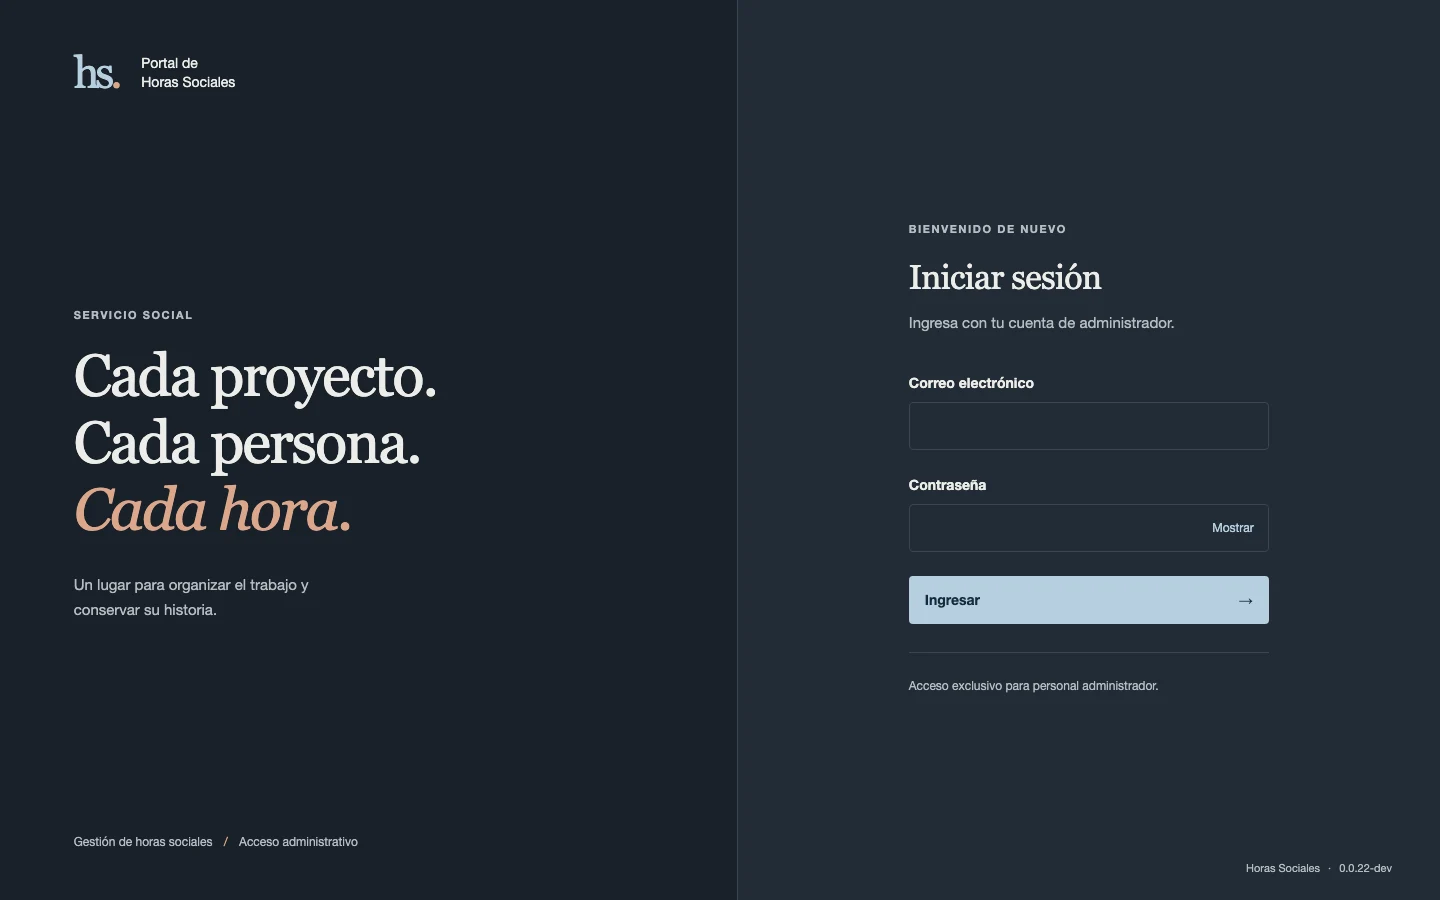 hs.
Portal de
Horas Sociales
SERVICIO SOCIAL
Cada proyecto.
Cada persona.
Cada hora.
Un lugar para organizar el trabajo y
conservar su historia.
Gestión de horas sociales / Acceso administrativo
BIENVENIDO DE NUEVO
Iniciar sesión
Ingresa con tu cuenta de administrador.
Correo electrónico
Contraseña
Mostrar
Ingresar →
Acceso exclusivo para personal administrador.
Horas Sociales · 0.0.22-dev